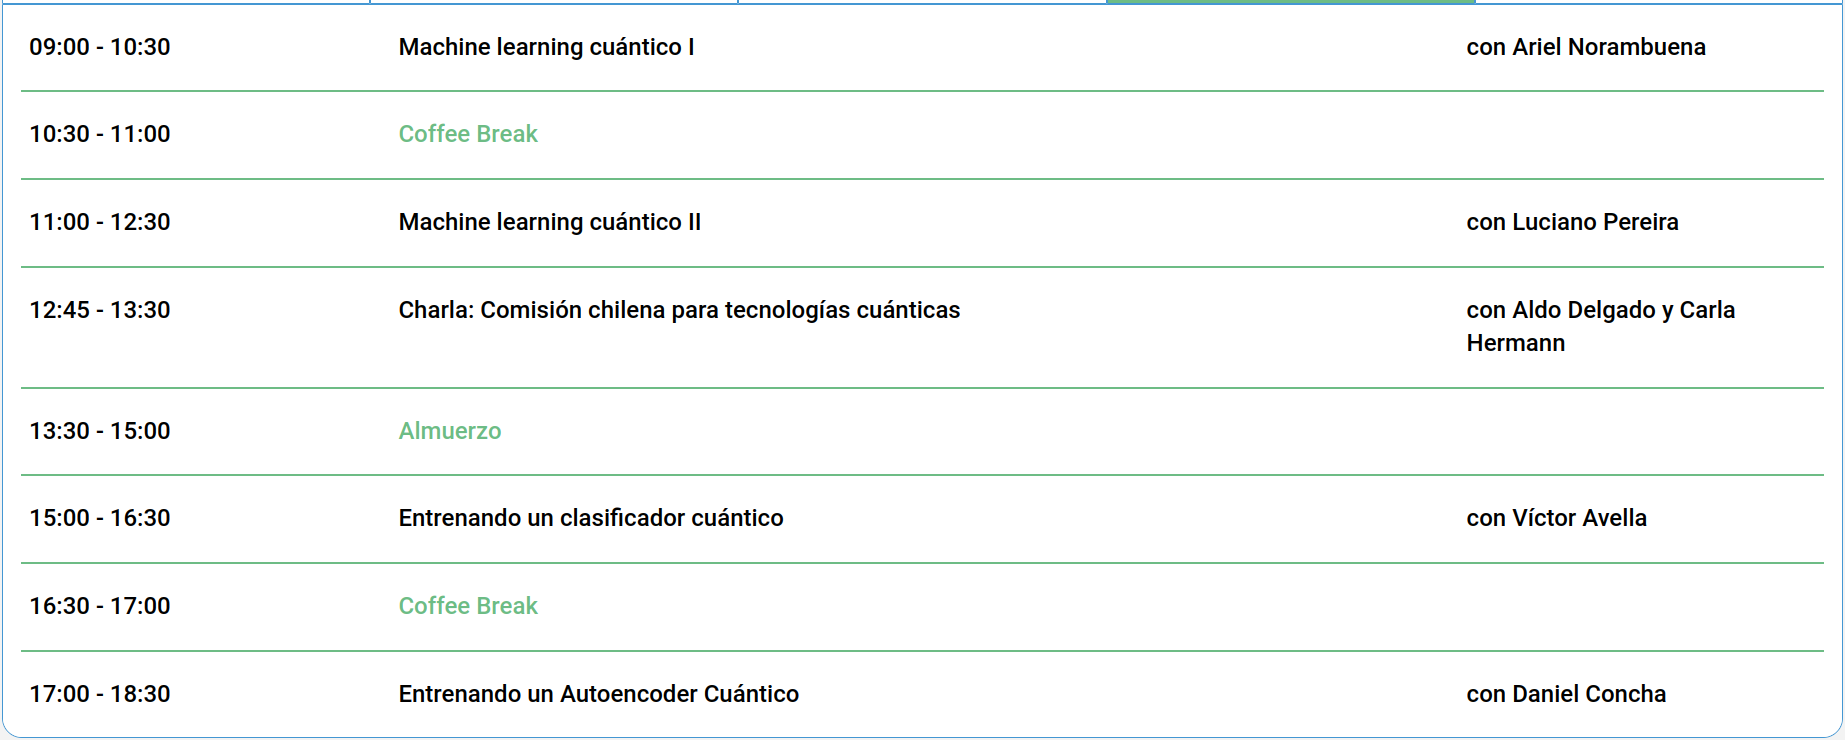 09:00 - 10:30 Machine learning cuántico I con Ariel Norambuena
10:30 - 11:00 Coffee Break
11:00 - 12:30 Machine learning cuántico II con Luciano Pereira
12:45 - 13:30 Charla: Comisión chilena para tecnologías cuánticas con Aldo Delgado y Carla
Hermann
13:30 - 15:00 Almuerzo
15:00 - 16:30 Entrenando un clasificador cuántico con Víctor Avella
16:30 - 17:00 Coffee Break
17:00 - 18:30 Entrenando un Autoencoder Cuántico con Daniel Concha